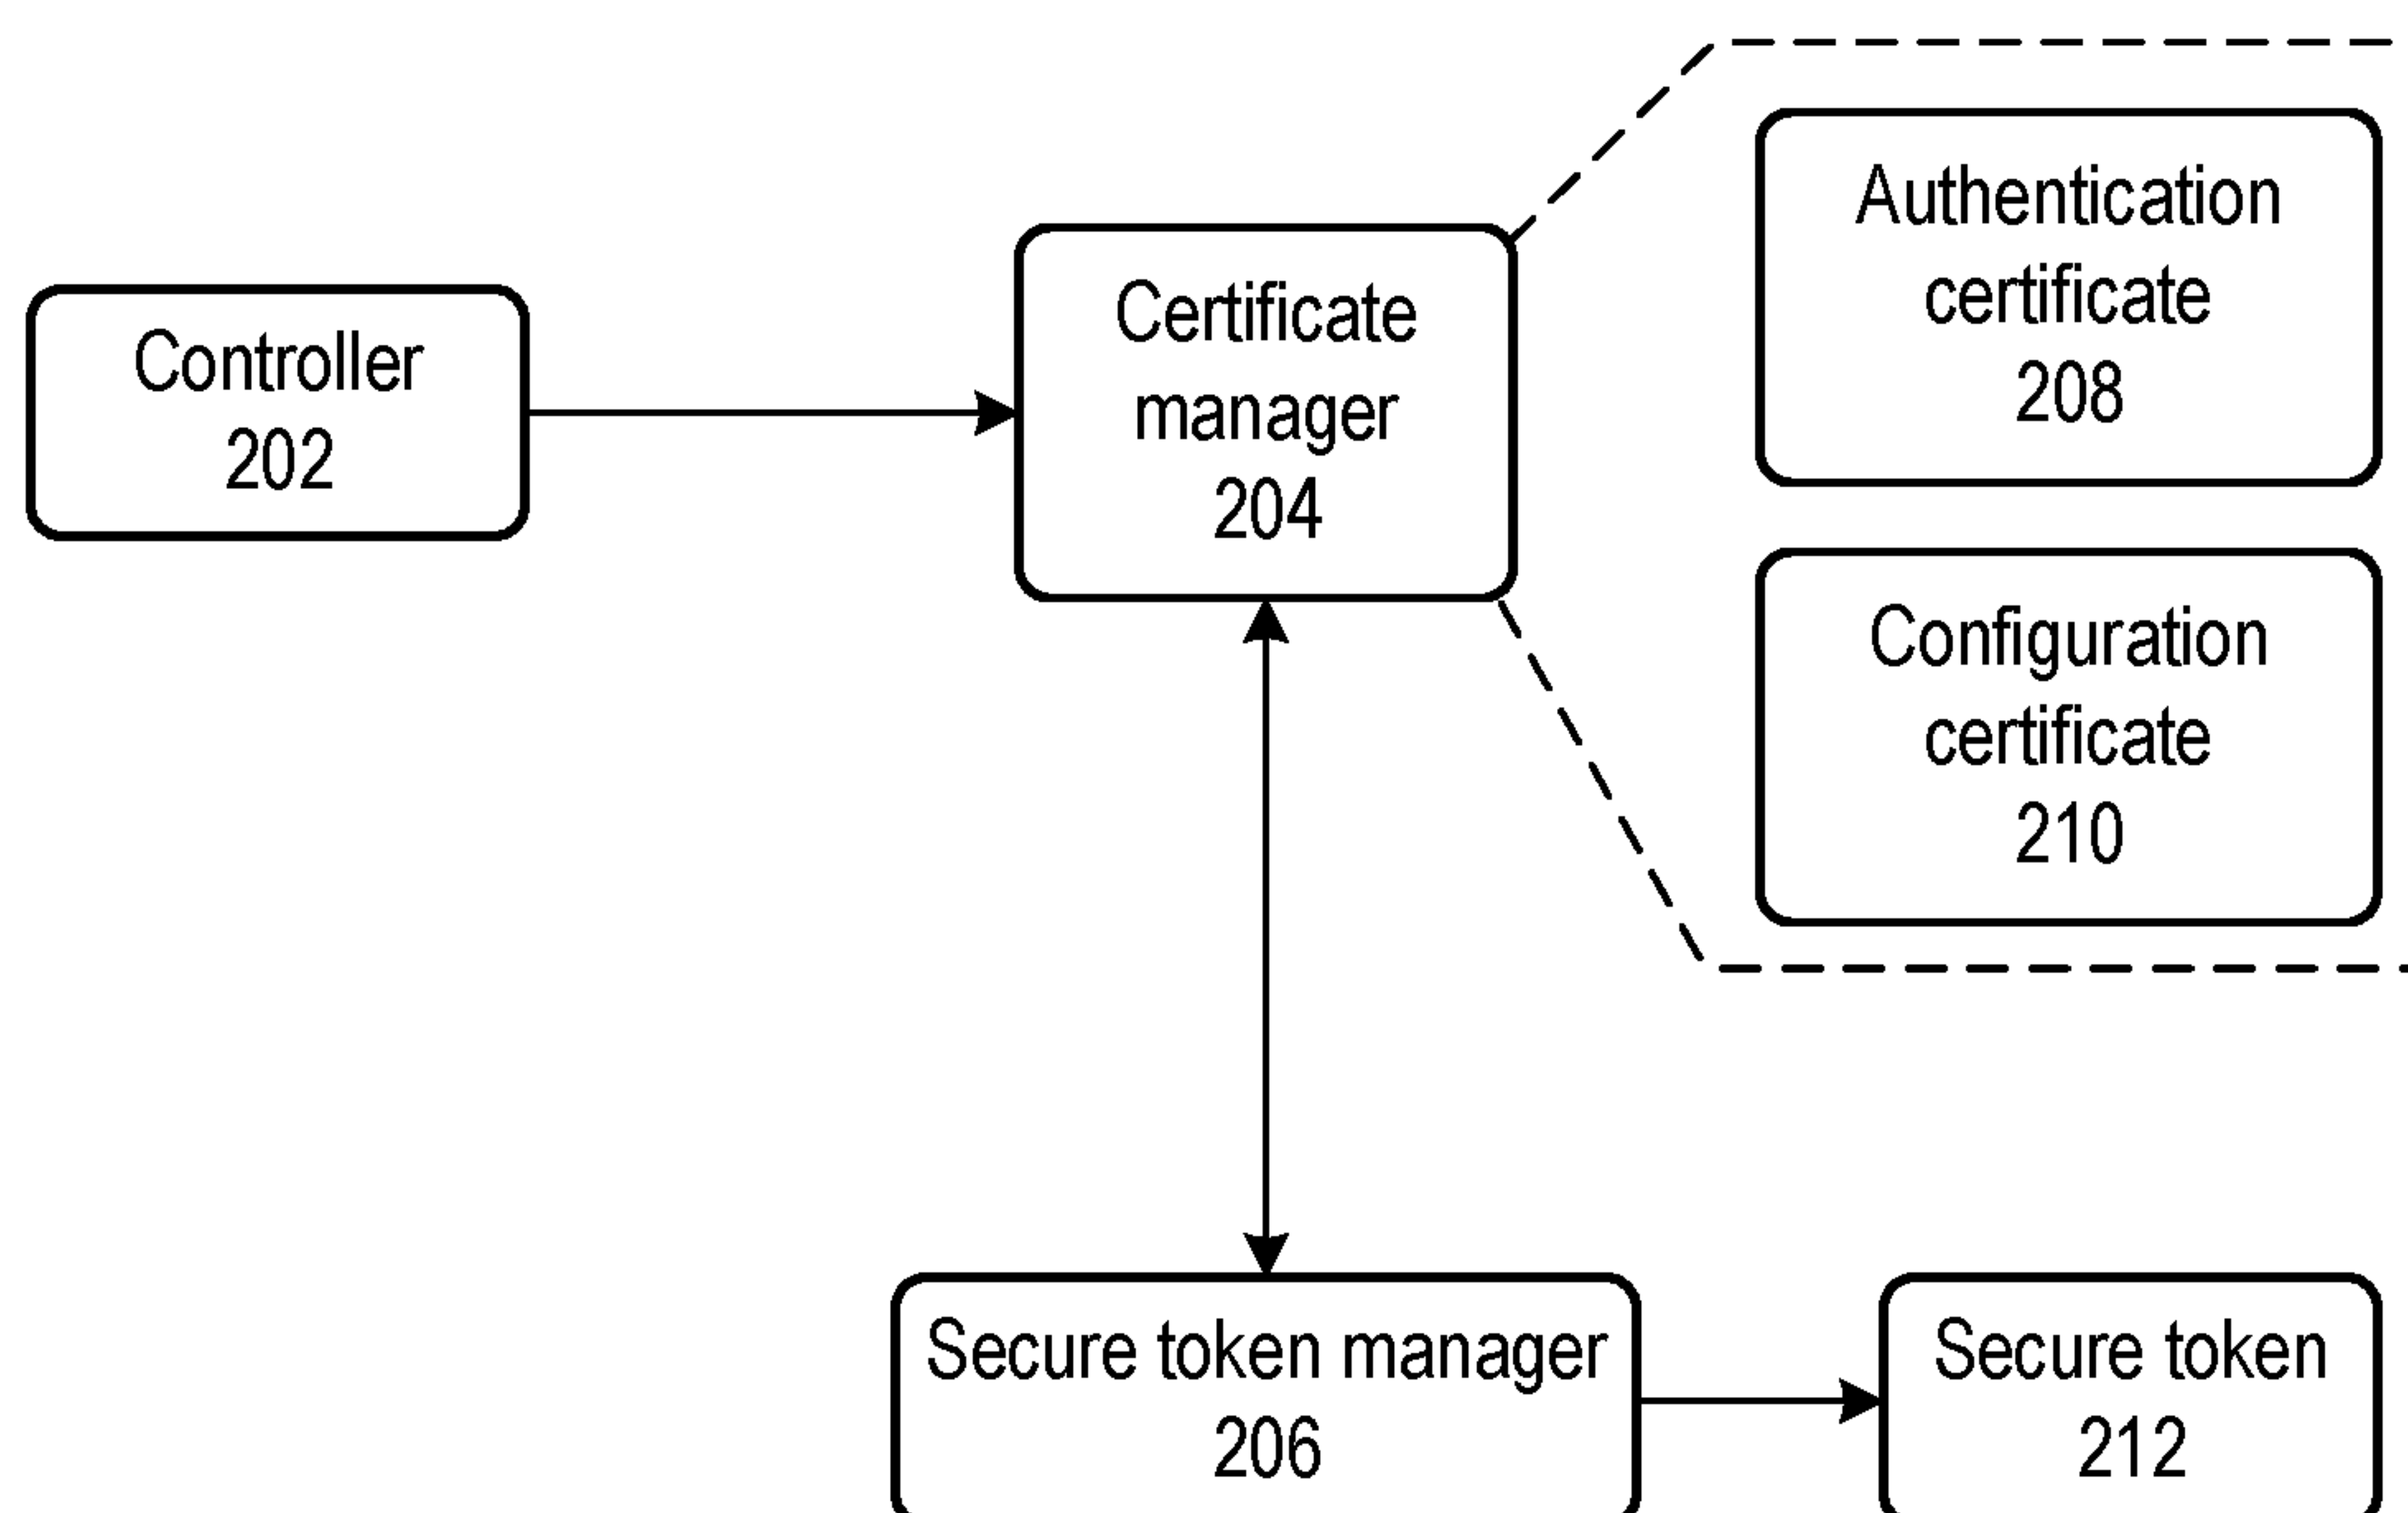 Controller
202
Certificate
manager
204
Authentication
certificate
208
Configuration
certificate
210
Secure token manager
206
Secure token
212